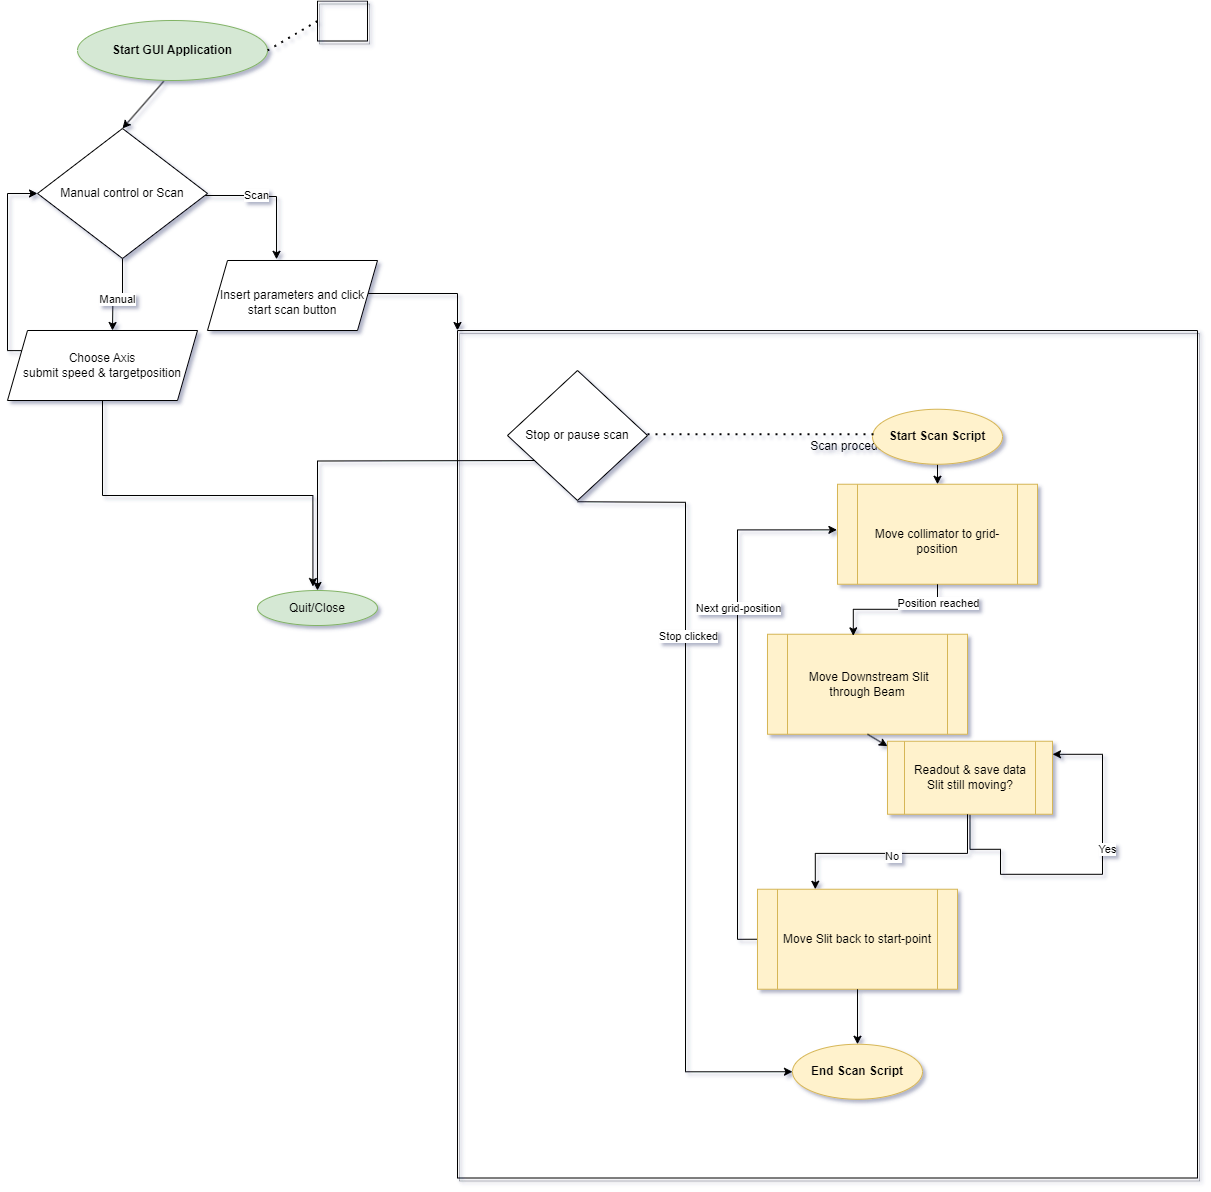 Start GUI Application
Manual control or Scan
Scan
Manual
Insert parameters and click
start scan button
Choose Axis
submit speed & targetposition
Stop or pause scan
Scan proced
Start Scan Script
Move collimator to grid-
position
Position reached
Next grid-position
Quit/Close
Stop clicked
Move Downstream Slit
through Beam
Readout & save data
Slit still moving?
Yes
No
Move Slit back to start-point
End Scan Script